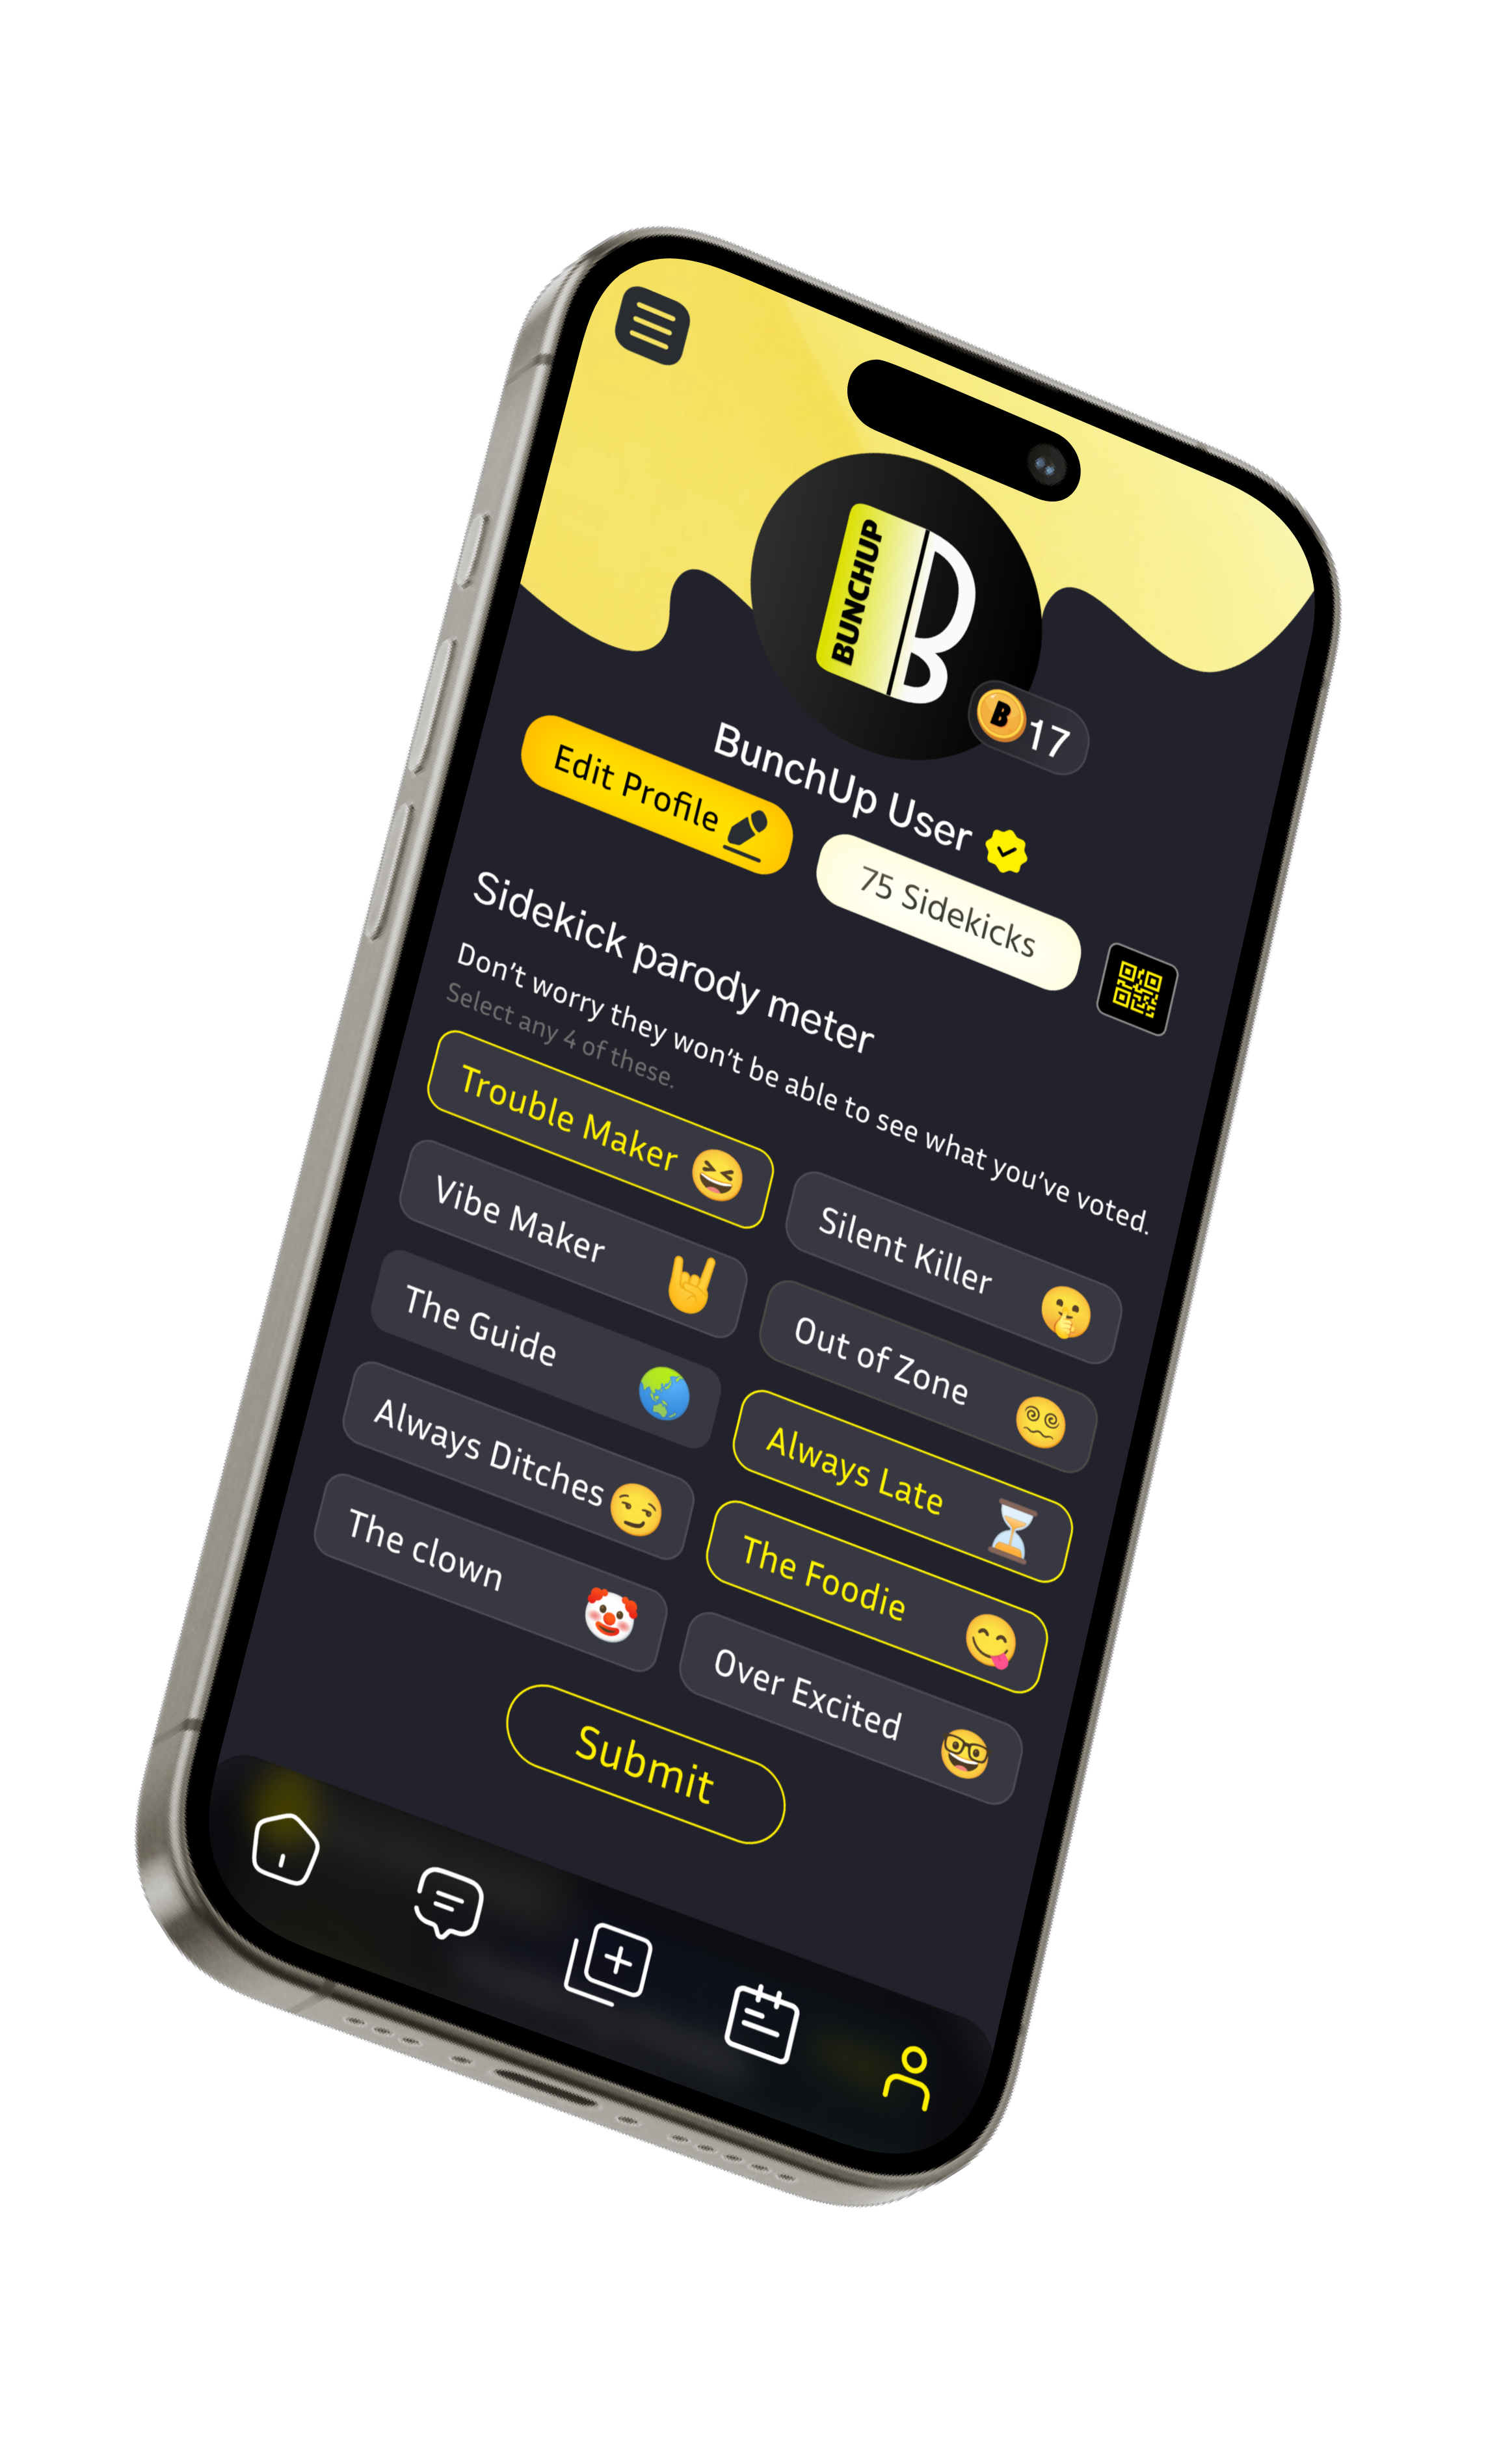 BUNCHUP
B
B 17
BunchUp User
Edit Profile
75 Sidekicks
Sidekick parody meter
Don’t worry they won’t be able to see what you’ve voted.
Select any 4 of these.
Trouble Maker 😆
Silent Killer 🤫
Vibe Maker 🤘
Out of Zone 😵‍💫
The Guide 🌏
Always Late ⏳
Always Ditches 😏
The Foodie 😋
The clown 🤡
Over Excited 🤓
Submit